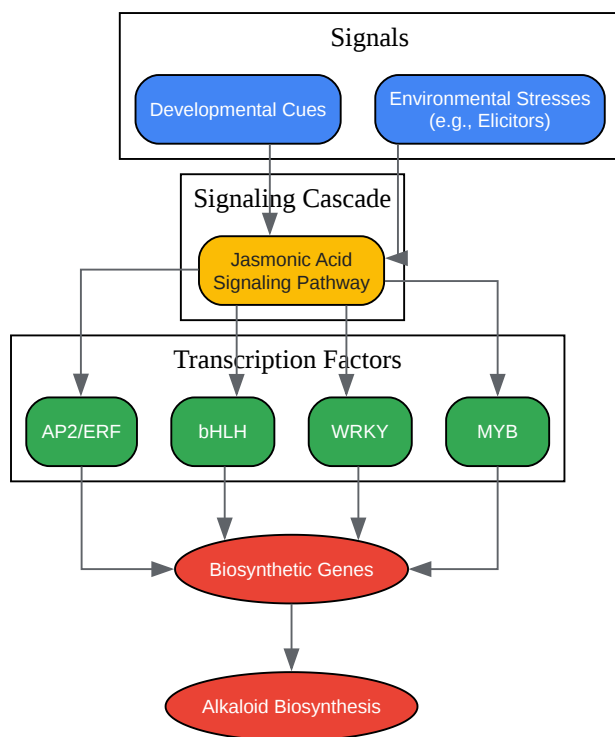 Signals
Developmental Cues
Environmental Stresses
(e.g., Elicitors)
Signaling Cascade
Jasmonic Acid
Signaling Pathway
Transcription Factors
AP2/ERF
bHLH
WRKY
MYB
Biosynthetic Genes
Alkaloid Biosynthesis